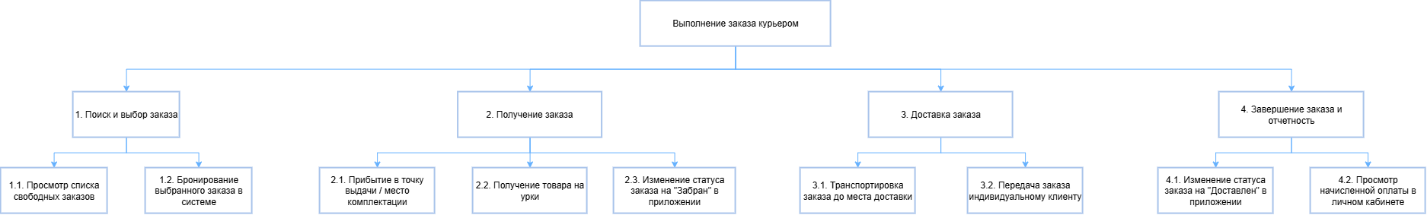 Выполнение заказа курьером
1. Поиск и выбор заказа
2. Получение заказа
3. Доставка заказа
4. Завершение заказа и
отчетность
1.1. Просмотр списка
свободных заказов
1.2. Бронирование
выбранного заказа в
системе
2.1. Прибытие в точку
выдачи / место
комплектации
2.2. Получение товара на
урки
2.3. Изменение статуса
заказа на "Забран" в
приложении
3.1. Транспортировка
заказа до места доставки
3.2. Передача заказа
индивидуальному клиенту
4.1. Изменение статуса
заказа на "Доставлен" в
приложении
4.2. Просмотр
начисленной оплаты в
личном кабинете